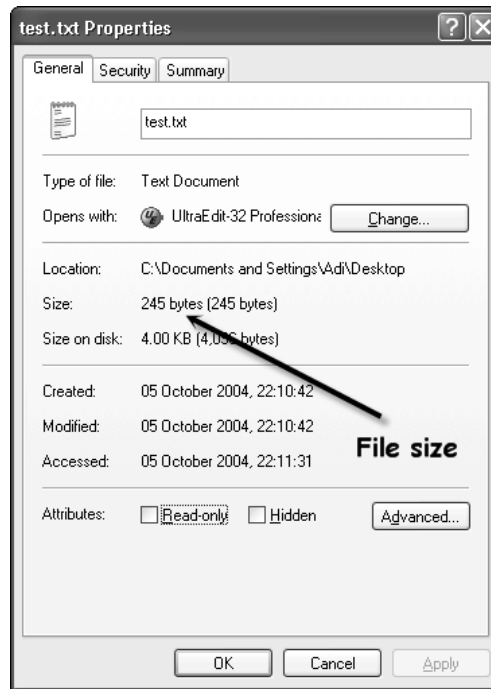 test.txt Properties
General Security Summary
test.txt
Type of file: Text Document
Opens with: UltraEdit-32 Professiona Change...
Location: C:\Documents and Settings\Adi\Desktop
Size: 245 bytes (245 bytes)
Size on disk: 4.00 KB (4,096 bytes)
Created: 05 October 2004, 22:10:42
Modified: 05 October 2004, 22:10:42
File size
Accessed: 05 October 2004, 22:11:31
Attributes: Read-only Hidden Advanced...
OK Cancel Apply